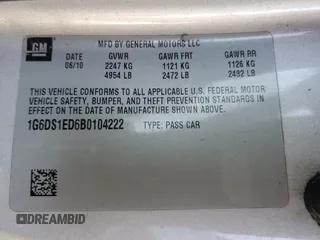 GM
MFD BY GENERAL MOTORS LLC
DATE GVWR GAWR FRT GAWR RR
06/10 2247 KG 1121 KG 1126 KG
4954 LB 2472 LB 2482 LB
THIS VEHICLE CONFORMS TO ALL APPLICABLE U.S. FEDERAL MOTOR
VEHICLE SAFETY, BUMPER, AND THEFT PREVENTION STANDARDS IN
EFFECT ON THE DATE OF MANUFACTURE SHOWN ABOVE.
1G6DS1ED6B0104222 TYPE: PASS CAR
DREAMBID